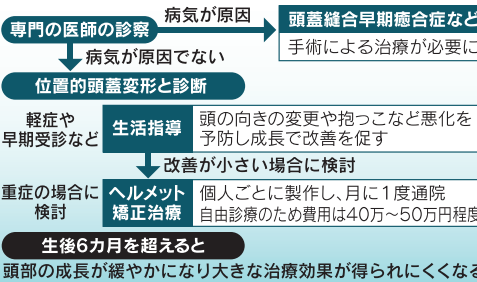 病気が原因
専門の医師の診察
頭蓋縫合早期癒合症など
手術による治療が必要に
病気が原因でない
位置的頭蓋変形と診断
軽症や
早期受診など
生活指導
頭の向きの変更や抱っこなど悪化を
予防し成長で改善を促す
改善が小さい場合に検討
重症の場合に
検討
ヘルメット
矯正治療
個人ごとに製作し、月に1度通院
自由診療のため費用は40万～50万円程度
生後6カ月を超えると
頭部の成長が緩やかになり大きな治療効果が得られにくくなる